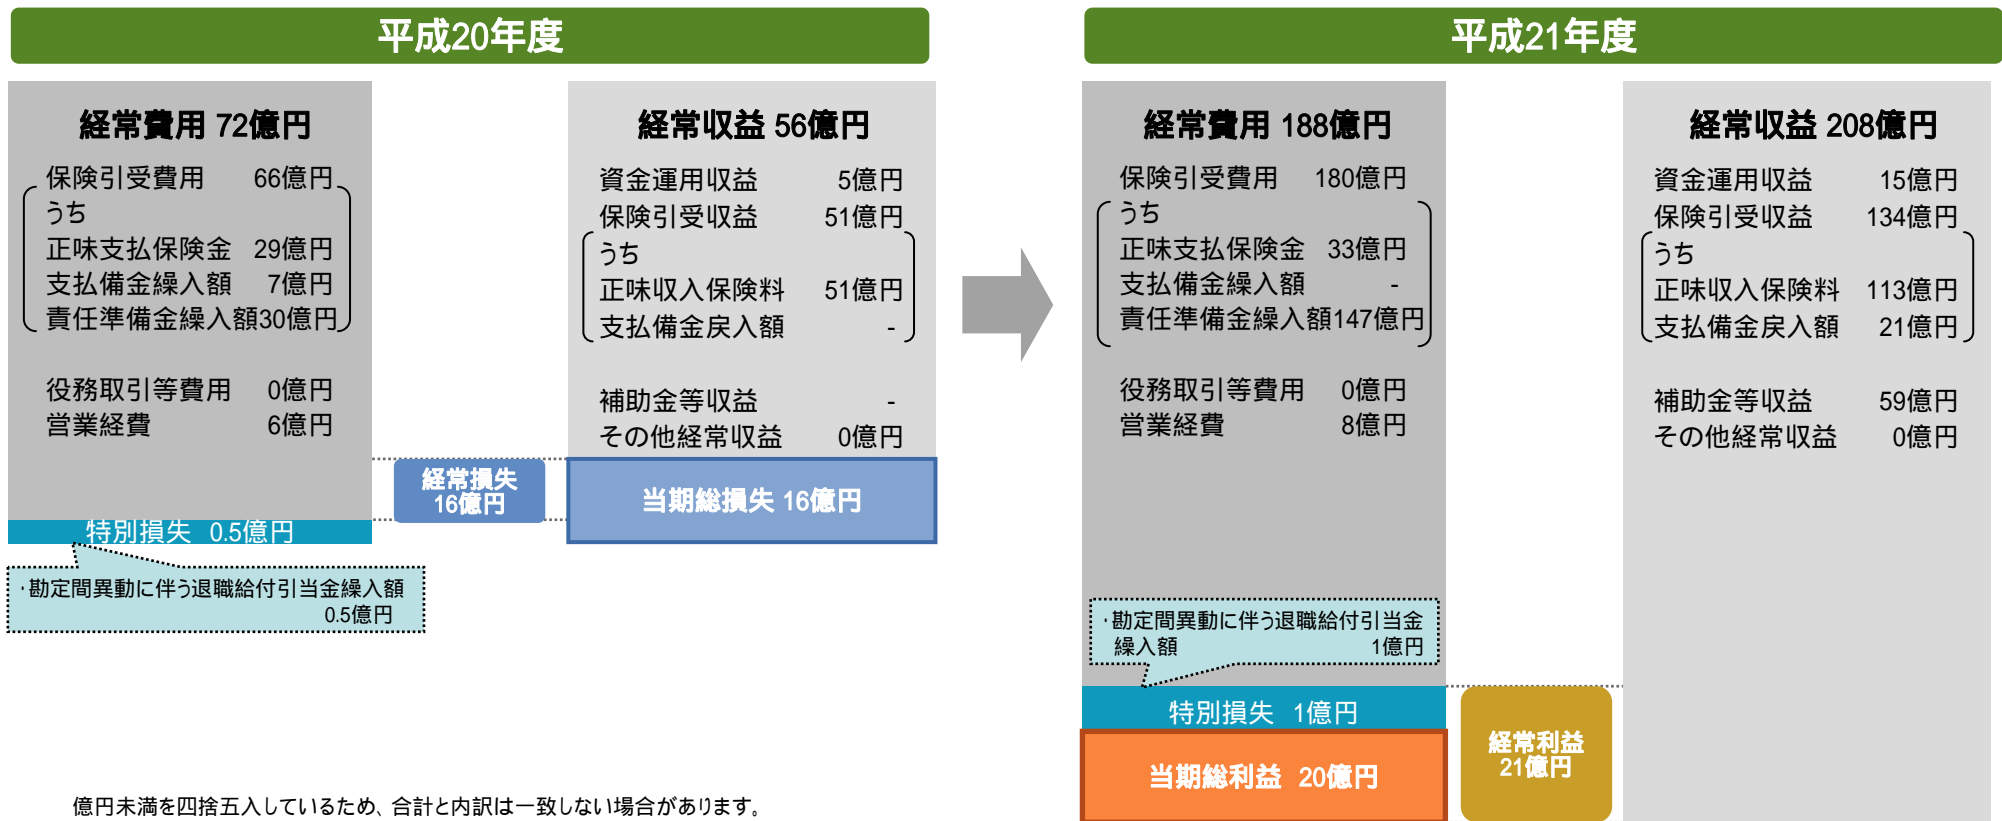 平成20年度
経常費用 72億円
保険引受費用 66億円
うち
正味支払保険金 29億円
支払備金繰入額 7億円
責任準備金繰入額30億円
役務取引等費用 0億円
営業経費 6億円
特別損失 0.5億円
・勘定間異動に伴う退職給付引当金繰入額
0.5億円
経常損失
16億円
経常収益 56億円
資金運用収益 5億円
保険引受収益 51億円
うち
正味収入保険料 51億円
支払備金戻入額 -
補助金等収益 -
その他経常収益 0億円
当期総損失 16億円
平成21年度
経常費用 188億円
保険引受費用 180億円
うち
正味支払保険金 33億円
支払備金繰入額 -
責任準備金繰入額147億円
役務取引等費用 0億円
営業経費 8億円
・勘定間異動に伴う退職給付引当金
繰入額 1億円
特別損失 1億円
当期総利益 20億円
経常利益
21億円
経常収益 208億円
資金運用収益 15億円
保険引受収益 134億円
うち
正味収入保険料 113億円
支払備金戻入額 21億円
補助金等収益 59億円
その他経常収益 0億円
億円未満を四捨五入しているため、合計と内訳は一致しない場合があります。